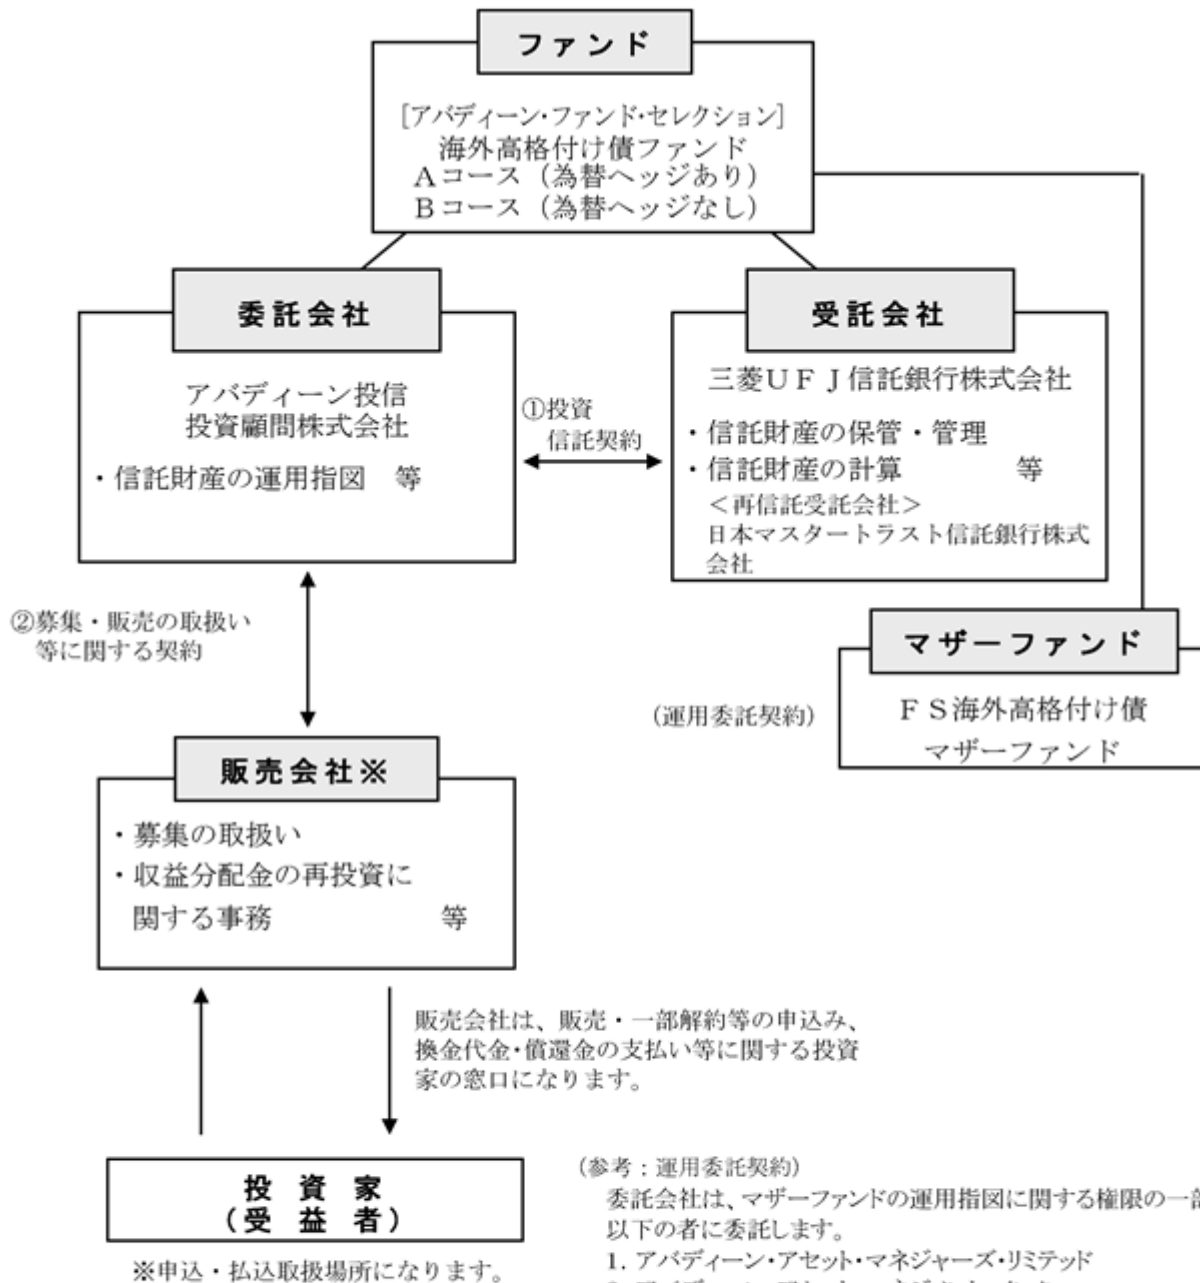 ファンド
[アバディーン・ファンド・セレクション]
海外高格付け債ファンド
Aコース（為替ヘッジあり）
Bコース（為替ヘッジなし）
委託会社
アバディーン投信
投資顧問株式会社
・信託財産の運用指図　等
①投資
信託契約
受託会社
三菱ＵＦＪ信託銀行株式会社
・信託財産の保管・管理
・信託財産の計算　　　　等
＜再信託受託会社＞
日本マスタートラスト信託銀行株式
会社
②募集・販売の取扱い
等に関する契約
マザーファンド
（運用委託契約）
ＦＳ海外高格付け債
マザーファンド
販売会社※
・募集の取扱い
・収益分配金の再投資に
関する事務　　　　　　等
販売会社は、販売・一部解約等の申込み、
換金代金・償還金の支払い等に関する投資
家の窓口になります。
投　資　家
（受　益　者）
※申込・払込取扱場所になります。
（参考：運用委託契約）
委託会社は、マザーファンドの運用指図に関する権限の一部
以下の者に委託します。
1. アバディーン・アセット・マネジャーズ・リミテッド